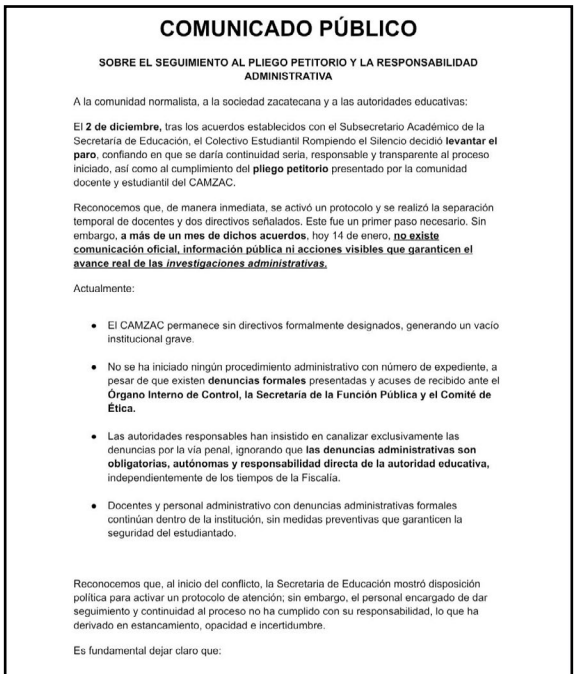 COMUNICADO PÚBLICO
SOBRE EL SEGUIMIENTO AL PLIEGO PETITORIO Y LA RESPONSABILIDAD
ADMINISTRATIVA
A la comunidad normalista, a la sociedad zacatecana y a las autoridades educativas:
El 2 de diciembre, tras los acuerdos establecidos con el Subsecretario Académico de la
Secretaría de Educación, el Colectivo Estudiantil Rompiendo el Silencio decidió levantar el
paro, confiando en que se daría continuidad seria, responsable y transparente al proceso
iniciado, así como al cumplimiento del pliego petitorio presentado por la comunidad
docente y estudiantil del CAMZAC.
Reconocemos que, de manera inmediata, se activó un protocolo y se realizó la separación
temporal de docentes y dos directivos señalados. Este fue un primer paso necesario. Sin
embargo, a más de un mes de dichos acuerdos, hoy 14 de enero, no existe
comunicación oficial, información pública ni acciones visibles que garanticen el
avance real de las investigaciones administrativas.
Actualmente:
● El CAMZAC permanece sin directivos formalmente designados, generando un vacío
institucional grave.
● No se ha iniciado ningún procedimiento administrativo con número de expediente, a
pesar de que existen denuncias formales presentadas y acuses de recibido ante el
Órgano Interno de Control, la Secretaría de la Función Pública y el Comité de
Ética.
● Las autoridades responsables han insistido en canalizar exclusivamente las
denuncias por la vía penal, ignorando que las denuncias administrativas son
obligatorias, autónomas y responsabilidad directa de la autoridad educativa,
independientemente de los tiempos de la Fiscalía.
● Docentes y personal administrativo con denuncias administrativas formales
continúan dentro de la institución, sin medidas preventivas que garanticen la
seguridad del estudiantado.
Reconocemos que, al inicio del conflicto, la Secretaria de Educación mostró disposición
política para activar un protocolo de atención; sin embargo, el personal encargado de dar
seguimiento y continuidad al proceso no ha cumplido con su responsabilidad, lo que ha
derivado en estancamiento, opacidad e incertidumbre.
Es fundamental dejar claro que: